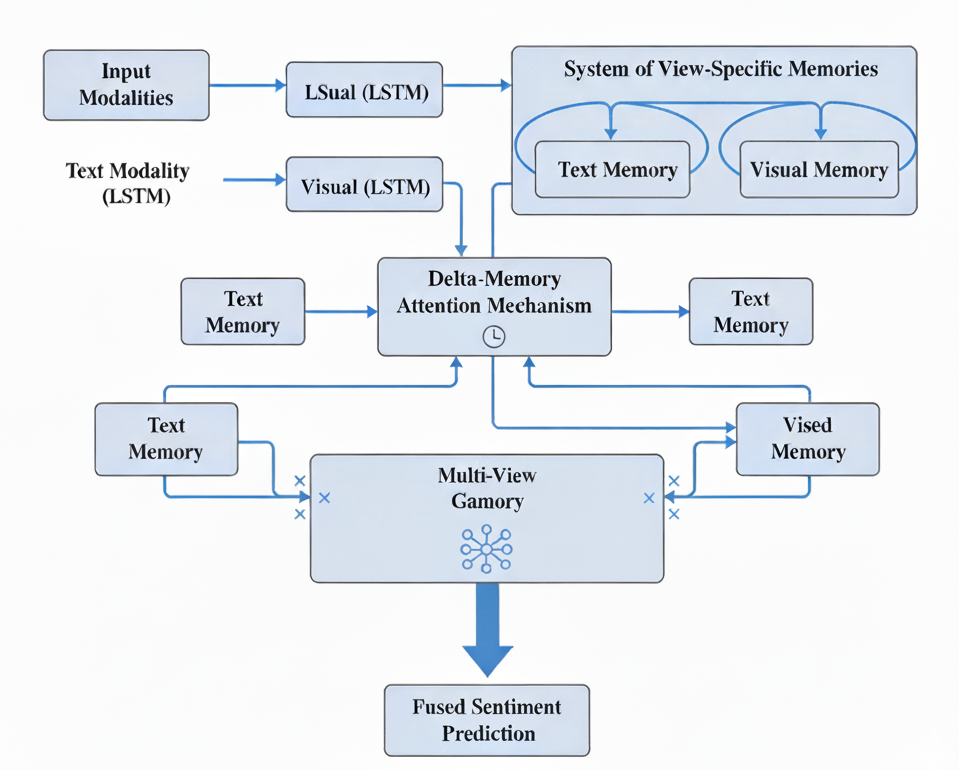 Input
Modalities
LSual (LSTM)
System of View-Specific Memories
Text Memory
Visual Memory
Text Modality
(LSTM)
Visual (LSTM)
Delta-Memory
Attention Mechanism
Text
Memory
Text
Memory
Text
Memory
Vised
Memory
Multi-View
Gamory
Fused Sentiment
Prediction